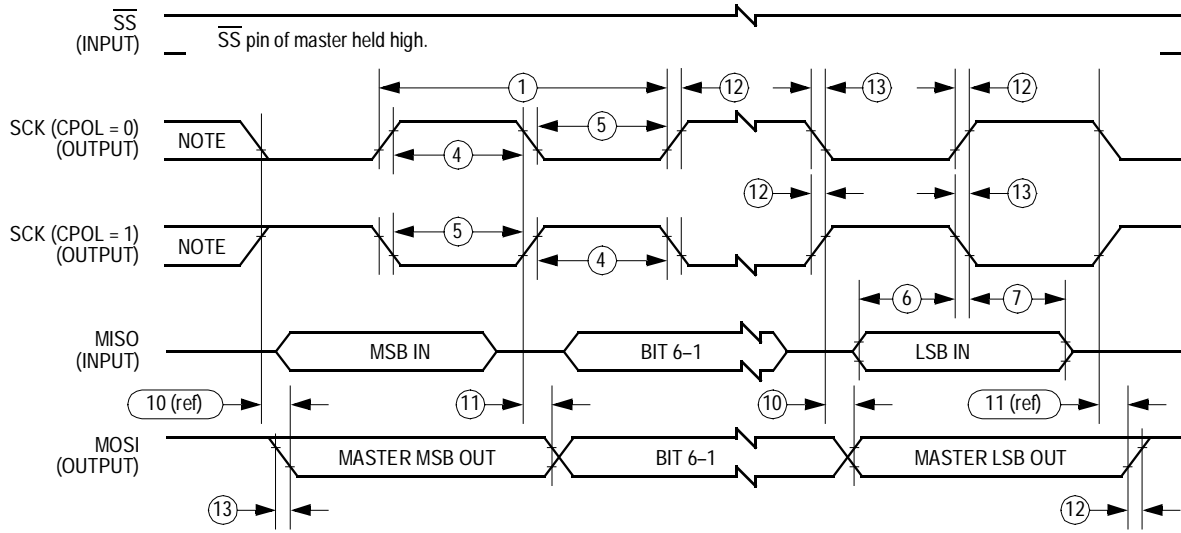 S̅S̅
(INPUT)
S̅S̅ pin of master held high.
1 12 13 12
SCK (CPOL = 0)
(OUTPUT)
NOTE
5
4
12 13
SCK (CPOL = 1)
(OUTPUT)
NOTE
5
4
6 7
MISO
(INPUT)
MSB IN BIT 6–1 LSB IN
10 (ref) 11 10 11 (ref)
MOSI
(OUTPUT)
MASTER MSB OUT BIT 6–1 MASTER LSB OUT
13 12